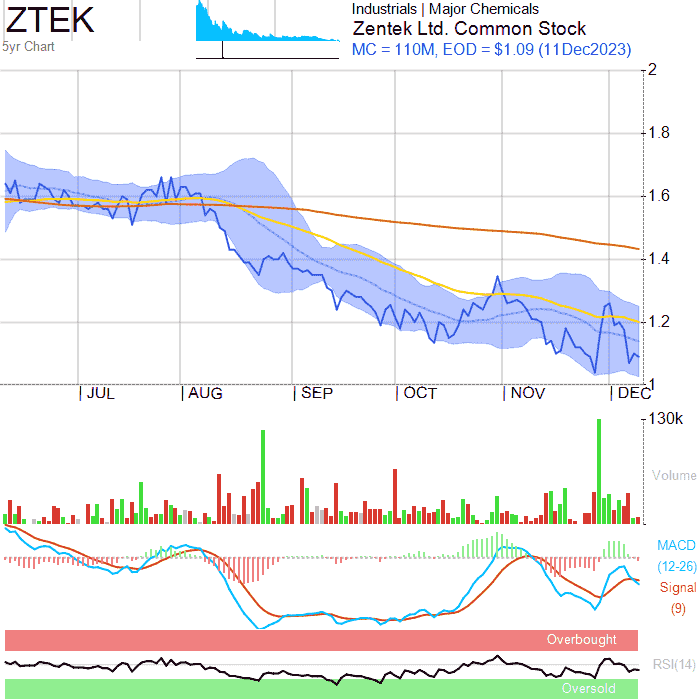 ZTEK
5yr Chart
Industrials | Major Chemicals
Zentek Ltd. Common Stock
MC = 110M, EOD = $1.09 (11Dec2023)
2
1.8
1.6
1.4
1.2
1
JUL AUG SEP OCT NOV DEC
130k
Volume
MACD
(12-26)
Signal
(9)
Overbought
RSI(14)
Oversold